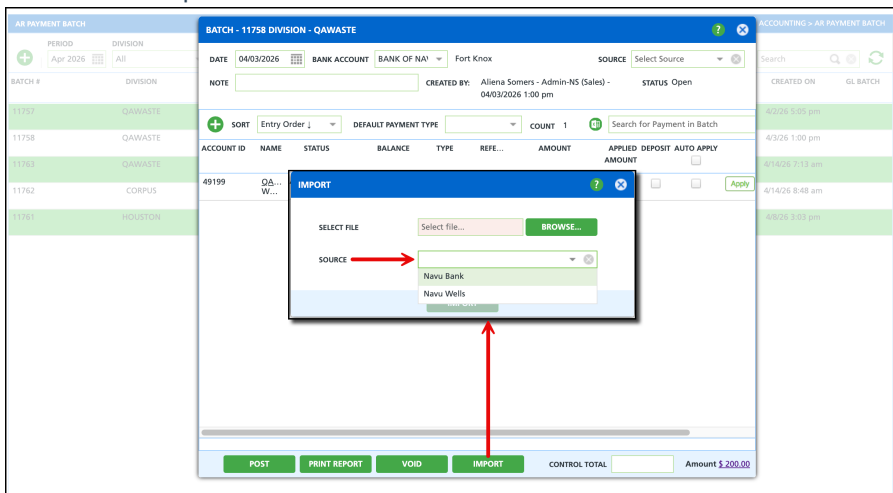 AR PAYMENT BATCH
ACCOUNTING > AR PAYMENT BATCH
PERIOD DIVISION
Apr 2026 All Search
BATCH # DIVISION CREATED ON GL BATCH
11757 QAWASTE 4/2/26 5:05 pm
11758 QAWASTE 4/3/26 1:00 pm
11763 QAWASTE 4/14/26 7:13 am
11762 CORPUS 4/14/26 8:48 am
11761 HOUSTON 4/8/26 3:03 pm
BATCH - 11758 DIVISION - QAWASTE ?
DATE 04/03/2026 BANK ACCOUNT BANK OF NAV Fort Knox SOURCE Select Source
NOTE CREATED BY: Aliena Somers - Admin-NS (Sales) - STATUS Open
04/03/2026 1:00 pm
SORT Entry Order ↓ DEFAULT PAYMENT TYPE COUNT 1 Search for Payment in Batch
ACCOUNT ID NAME STATUS BALANCE TYPE REFE... AMOUNT APPLIED DEPOSIT AUTO APPLY
AMOUNT
49199 QA... Apply
W...
IMPORT ?
SELECT FILE Select file... BROWSE...
SOURCE
Navu Bank
Navu Wells
POST PRINT REPORT VOID IMPORT CONTROL TOTAL Amount $ 200.00